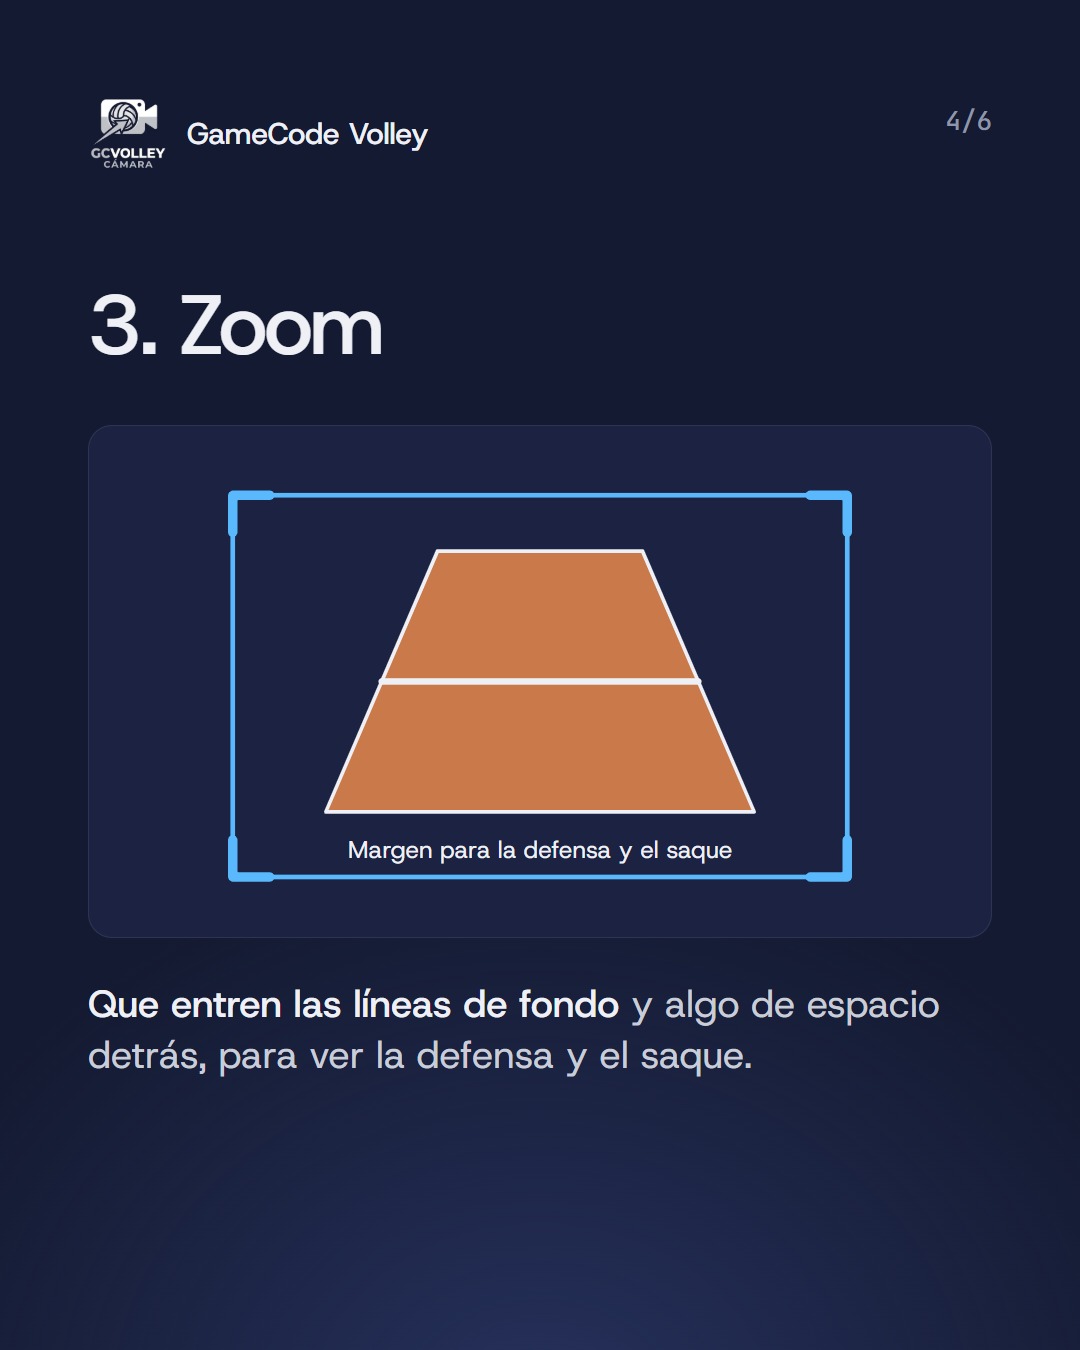 GCVOLLEY
CÁMARA
GameCode Volley
4/6
3. Zoom
Margen para la defensa y el saque
Que entren las líneas de fondo y algo de espacio
detrás, para ver la defensa y el saque.